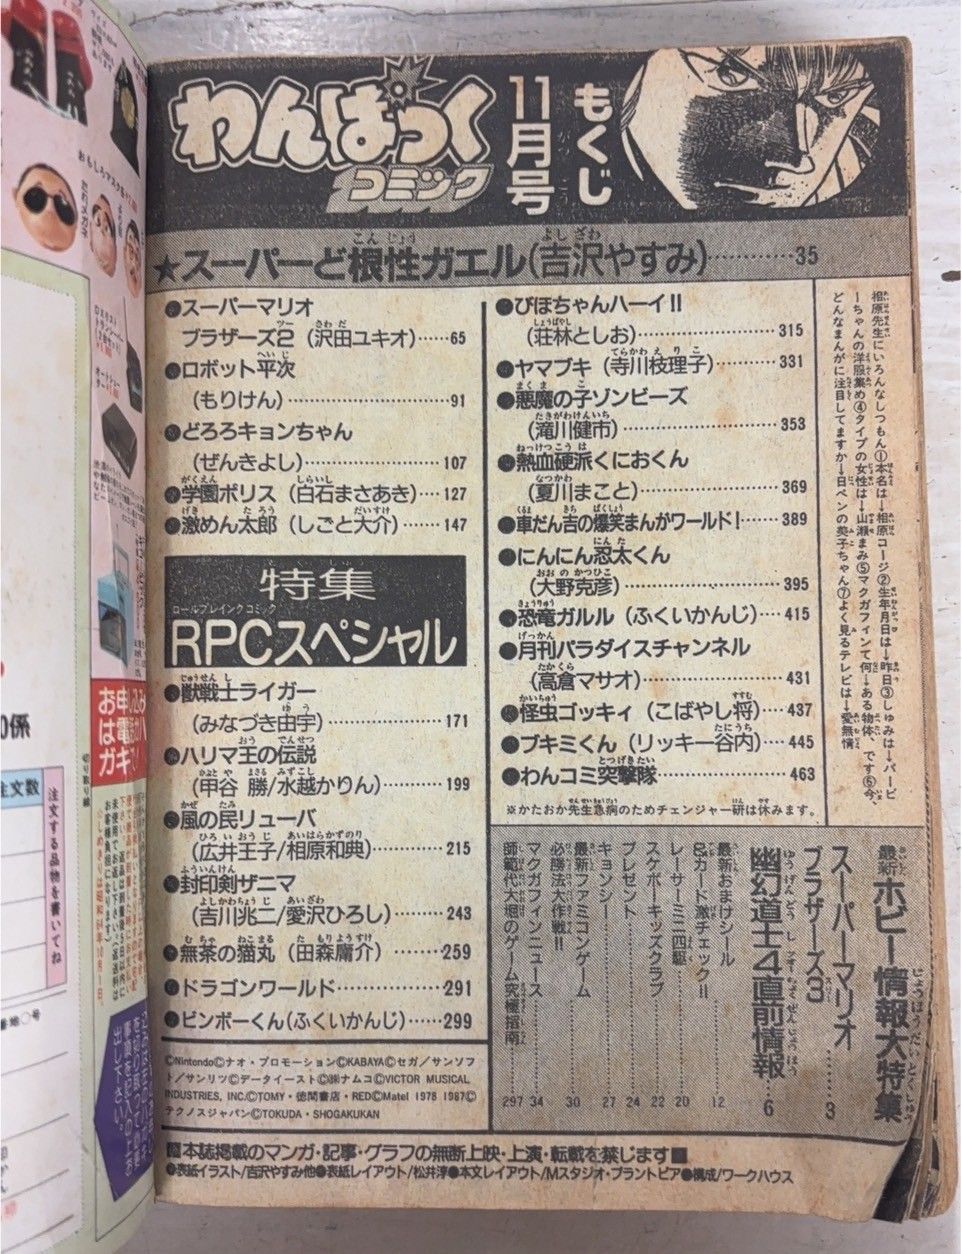 わんぱっく
コミック
11月号
もくじ
★スーパーど根性ガエル(吉沢やすみ)…………35
●スーパーマリオ
ブラザーズ2(沢田ユキオ)……65
●ロボット平次
(もりけん)……………………91
●どろろキョンちゃん
(ぜんきよし)…………………107
●学園ポリス(白石まさあき)……127
●激めん太郎(しごと大介)……147
特集
ロールプレイングコミック
RPCスペシャル
●獣戦士ライガー
(みなづき由宇)………………171
●ハリマ王の伝説
(甲谷 勝/水越かりん)………199
●風の民リューバ
(広井王子/相原和典)…………215
●封印剣ザニマ
(吉川兆二/愛沢ひろし)………243
●無茶の猫丸(田森庸介)………259
●ドラゴンワールド………………291
●ビンボーくん(ふくいかんじ)……299
●ぴほちゃんハーイ!!
(荘林としお)…………………315
●ヤマブキ(寺川枝理子)………331
●悪魔の子ゾンビーズ
(滝川健市)……………………353
●熱血硬派くにおくん
(夏川まこと)…………………369
●車だん吉の爆笑まんがワールド!……389
●にんにん忍太くん
(大野克彦)……………………395
●恐竜ガルル(ふくいかんじ)……415
●月刊パラダイスチャンネル
(高倉マサオ)…………………431
●怪虫ゴッキィ(こばやし将)……437
●ブキミくん(リッキー谷内)……445
●わんコミ突撃隊…………………463
※かたおか先生急病のためチェンジャー研は休みます。
相原先生にいろんなしつもん①本名は→相原コージ②生年月日は→昨日③しゅみは→バービ
ーちゃんの洋服集め④タイプの女性は→山瀬まみ⑤マクガフィンて何→ある物体、です⑥今、
どんなまんがに注目してますか→日ペンの美子ちゃん⑦よく見るテレビは→愛無情
最新ホビー情報大特集
スーパーマリオ
ブラザーズ3……3
幽幻道士4直前情報……6
最新おまけシール
&カード激チェック!!……12
レーサーミニ四駆……20
スケボーキッズクラブ……22
プレゼント……24
キョンシー……27
最新ファミコンゲーム
必勝法大作戦!!……30
マクガフィンニュース……34
師範代大堀のゲーム究極指南……297
©Nintendo©ナオ・プロモーション©KABAYA©セガ/サンソフ
ト/サンリツ©データイースト©㈱ナムコ©VICTOR MUSICAL
INDUSTRIES, INC.©TOMY・徳間書店・RED©Matel 1978 1987©
テクノスジャパン©TOKUDA・SHOGAKUKAN
本誌掲載のマンガ・記事・グラフの無断上映・上演・転載を禁じます
●表紙イラスト/吉沢やすみ他●表紙レイアウト/松井淳●本文レイアウト/Mスタジオ・プラントピア●構成/ワークハウス
注文する品物を書いてね
注文数
切り取り線